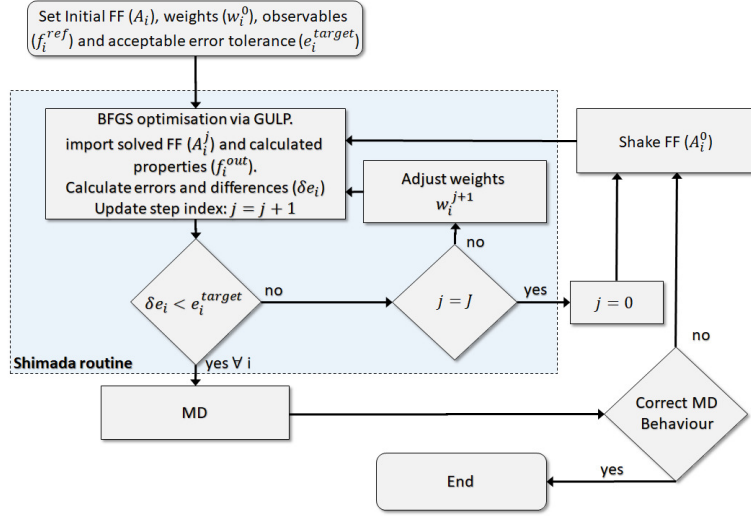 Set Initial FF (A_i), weights (w_i^0), observables
(f_i^{ref}) and acceptable error tolerance (e_i^{target})
BFGS optimisation via GULP.
import solved FF (A_i^j) and calculated
properties (f_i^{out}).
Calculate errors and differences (δe_i)
Update step index: j = j + 1
Shake FF (A_i^0)
Adjust weights
w_i^{j+1}
no
δe_i < e_i^{target}
no
j = J
yes
j = 0
Shimada routine
yes ∀ i
no
MD
Correct MD
Behaviour
yes
End